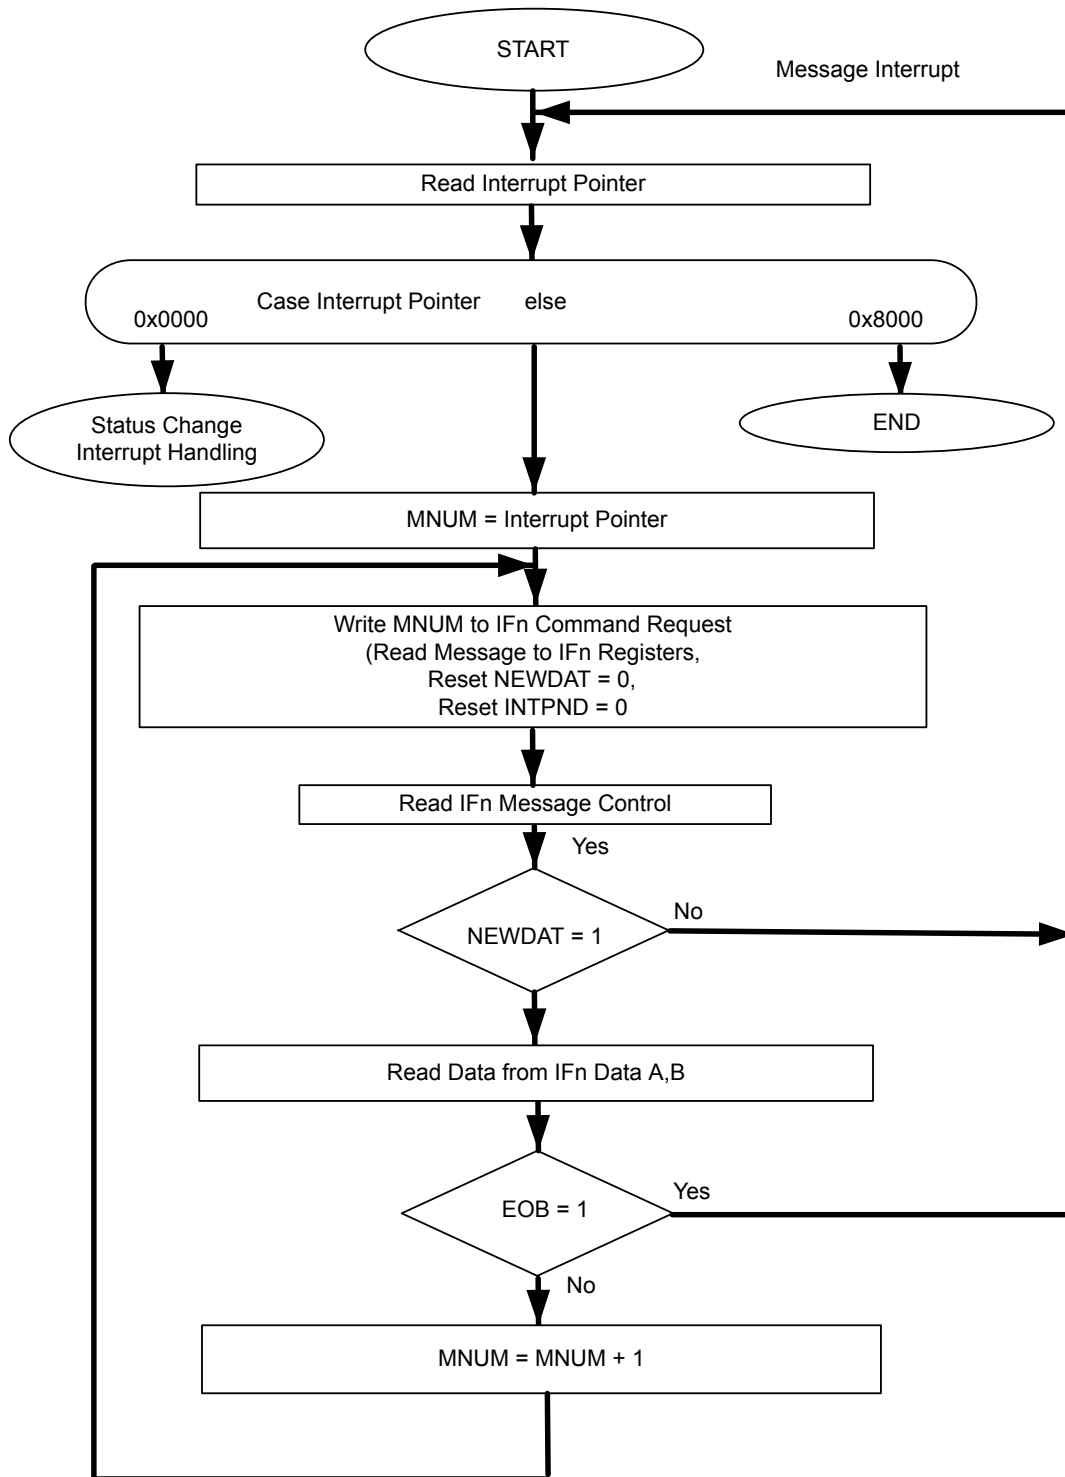 START
Message Interrupt
Read Interrupt Pointer
Case Interrupt Pointer else
0x0000
0x8000
Status Change
Interrupt Handling
END
MNUM = Interrupt Pointer
Write MNUM to IFn Command Request
(Read Message to IFn Registers,
Reset NEWDAT = 0,
Reset INTPND = 0
Read IFn Message Control
Yes
NEWDAT = 1
No
Read Data from IFn Data A,B
EOB = 1
Yes
No
MNUM = MNUM + 1